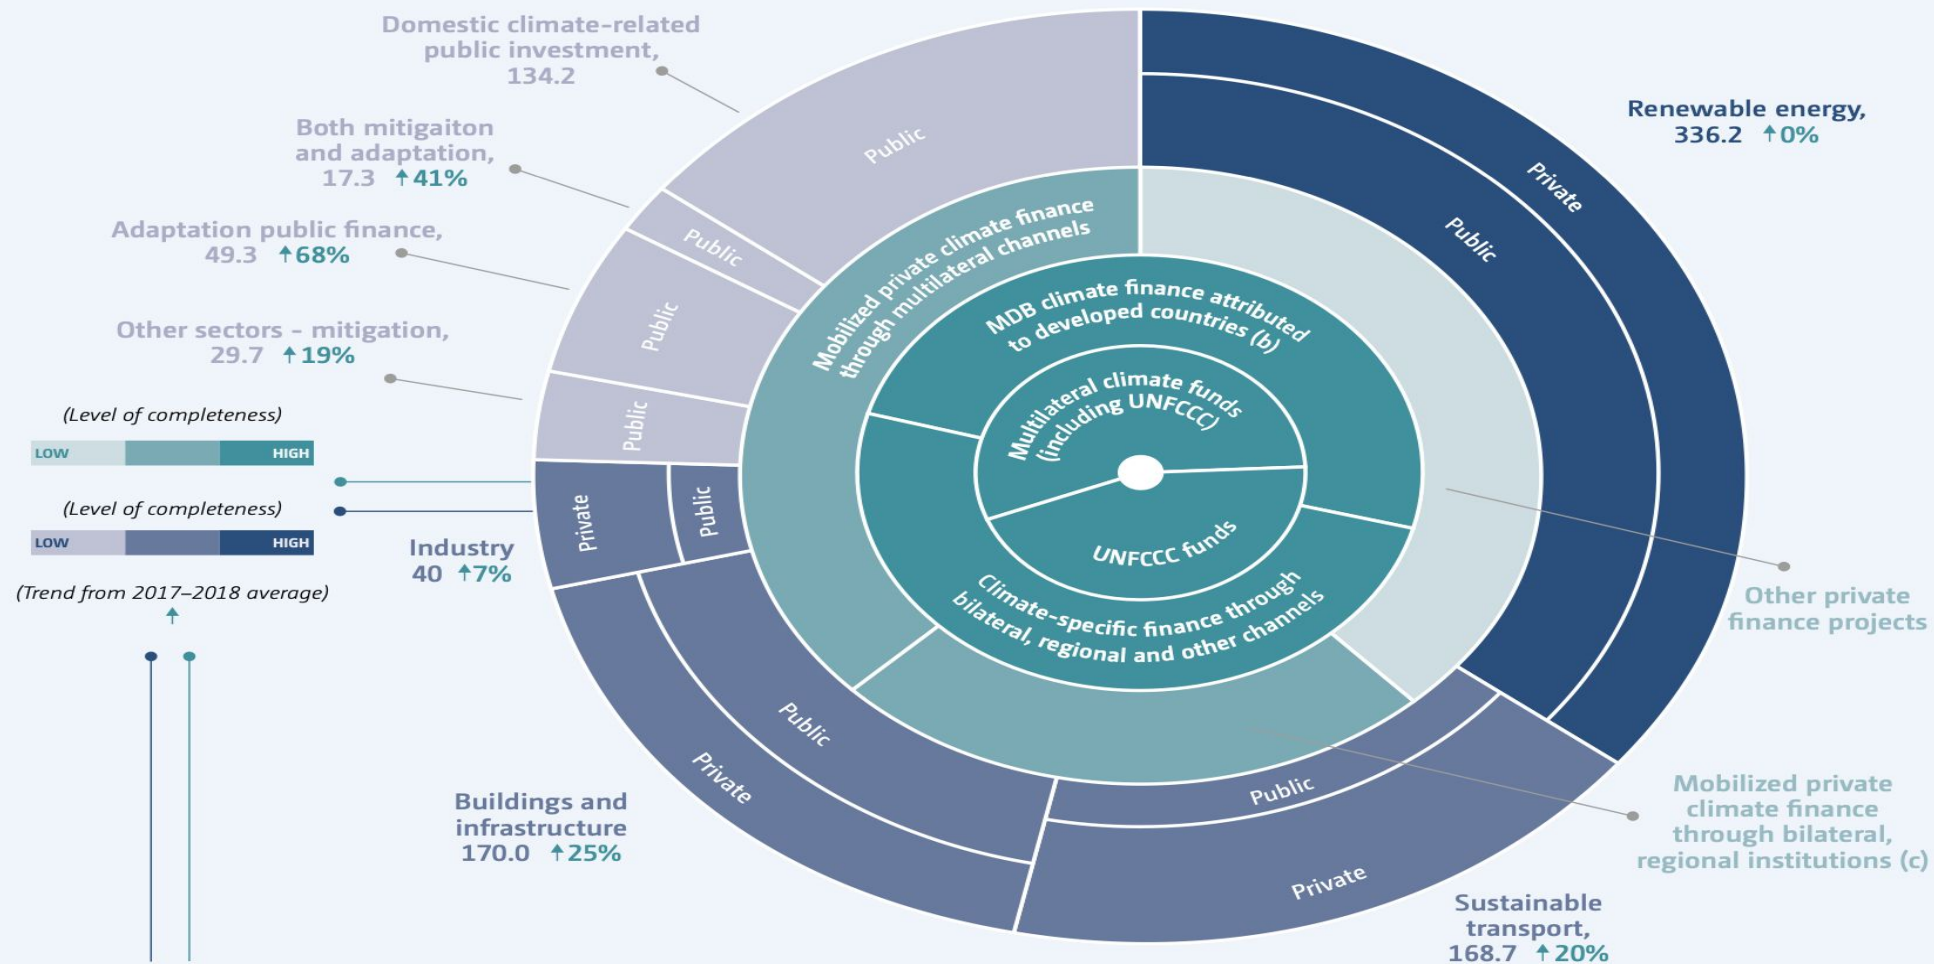 Domestic climate-related
public investment,
134.2
Both mitigaiton
and adaptation,
17.3 ↑41%
Adaptation public finance,
49.3 ↑68%
Other sectors - mitigation,
29.7 ↑19%
(Level of completeness)
LOW HIGH
(Level of completeness)
LOW HIGH
(Trend from 2017–2018 average)
↑
Industry
40 ↑7%
Buildings and
infrastructure
170.0 ↑25%
Public
Public
Public
Public
Private
Public
Public
Private
Mobilized private climate finance
through multilateral channels
MDB climate finance attributed
to developed countries (b)
Multilateral climate funds
(including UNFCCC)
UNFCCC funds
Climate-specific finance through
bilateral, regional and other channels
Public
Private
Public
Private
Renewable energy,
336.2 ↑0%
Other private
finance projects
Mobilized private
climate finance
through bilateral,
regional institutions (c)
Sustainable
transport,
168.7 ↑20%